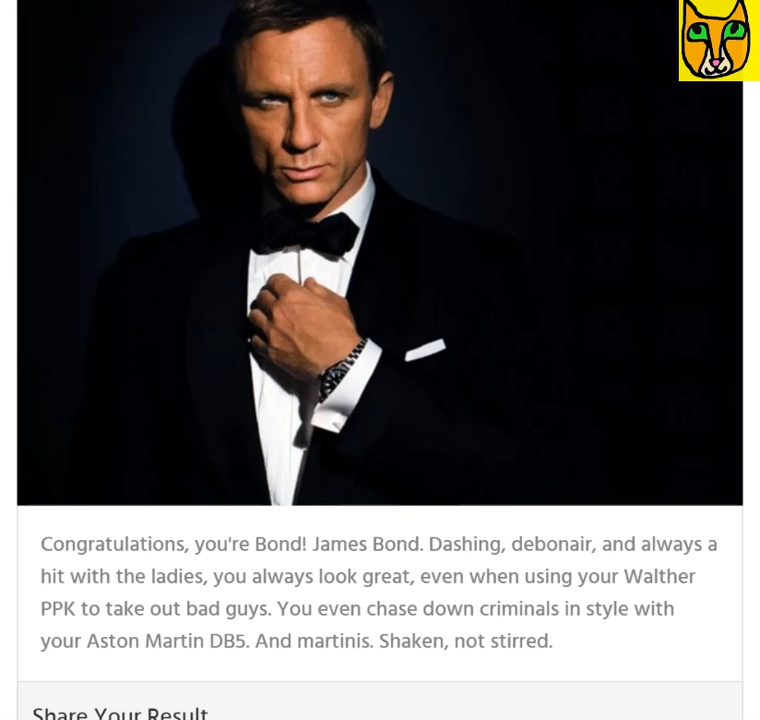 Congratulations, you're Bond! James Bond. Dashing, debonair, and always a
hit with the ladies, you always look great, even when using your Walther
PPK to take out bad guys. You even chase down criminals in style with
your Aston Martin DB5. And martinis. Shaken, not stirred.
Share Your Result